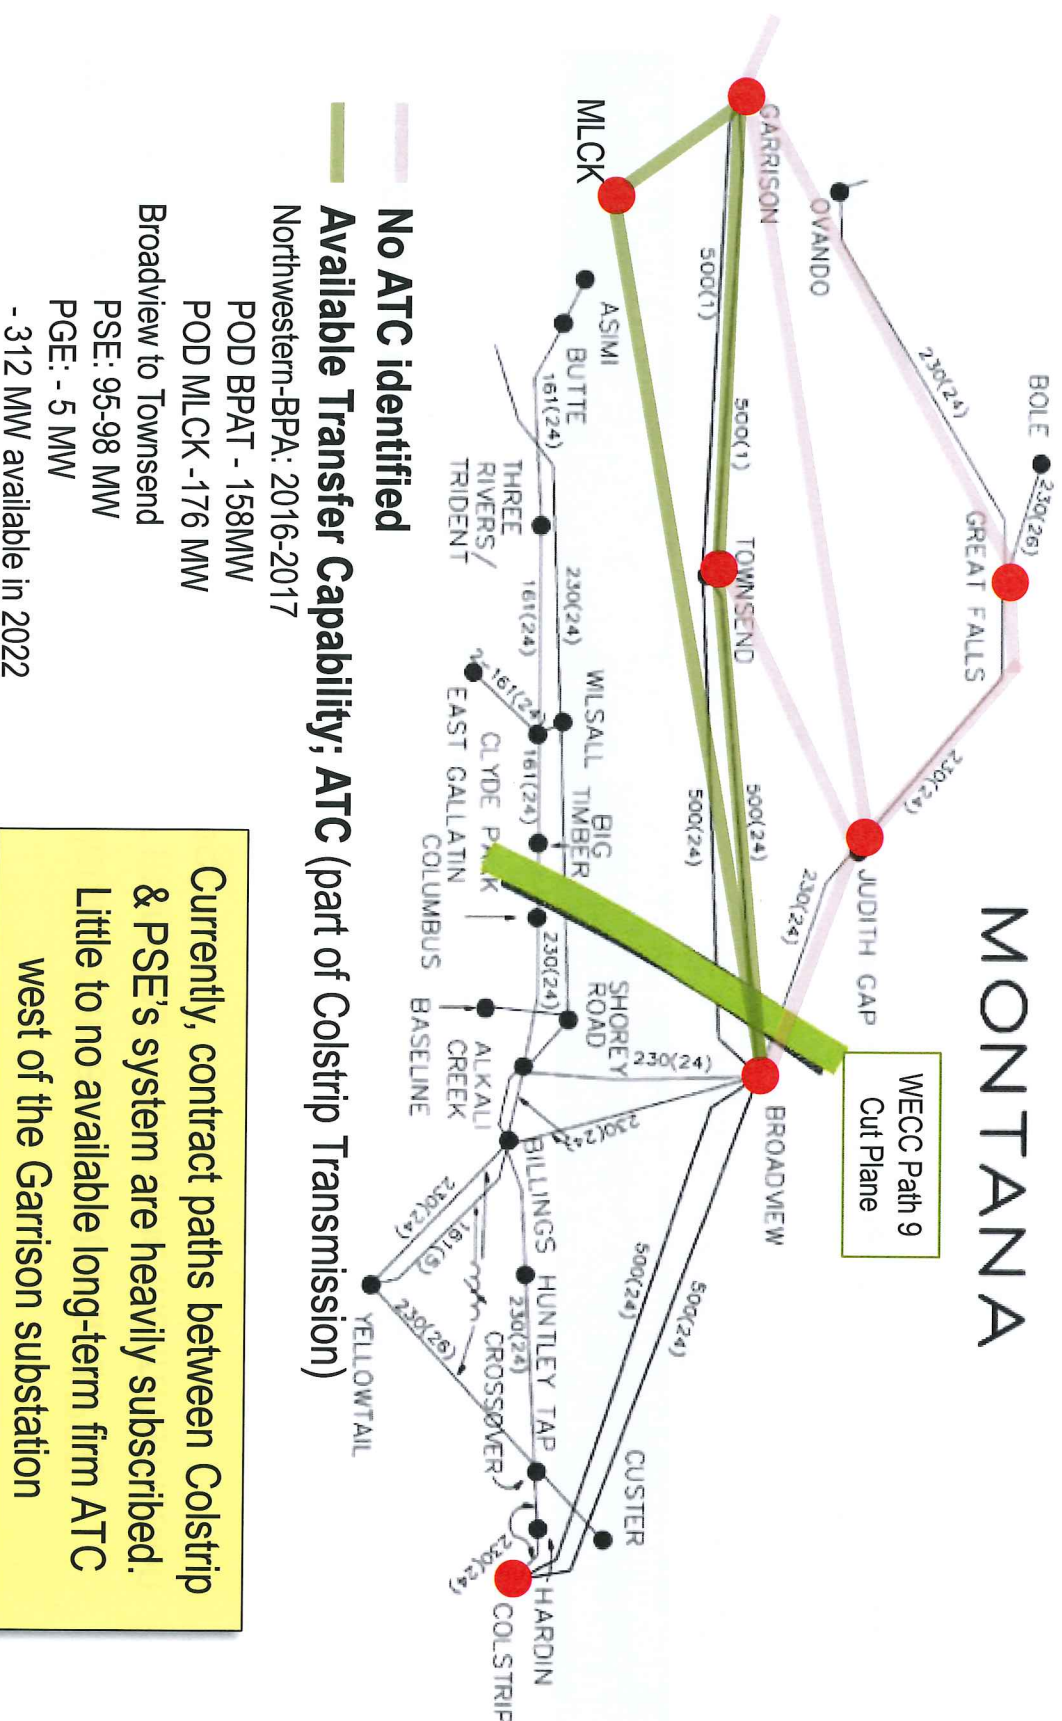 MONTANA
WECC Path 9
Cut Plane
BOLE
230(26)
GREAT FALLS
230(24)
OVANDO
GARRISON
230(24)
JUDITH GAP
230(24)
500(1)
500(1)
TOWNSEND
500(24)
500(24)
BROADVIEW
MLCK
ASIMI
BUTTE
161(24)
THREE
RIVERS/
TRIDENT
230(24)
161(24)
WILSALL
161(24)
EAST GALLATIN
CLYDE PARK
161(24)
BIG
TIMBER
COLUMBUS
230(24)
SHOREY
ROAD
230(24)
230(24)
ALKALI
CREEK
BASELINE
BILLINGS
230(24)
161(5)
YELLOWTAIL
230(26)
HUNTLEY TAP
230(24)
CROSSOVER
500(24)
500(24)
CUSTER
HARDIN
230(24)
COLSTRIP
No ATC identified
Available Transfer Capability; ATC (part of Colstrip Transmission)
Northwestern-BPA: 2016-2017
POD BPAT - 158MW
POD MLCK -176 MW
Broadview to Townsend
PSE: 95-98 MW
PGE: - 5 MW
- 312 MW available in 2022
Currently, contract paths between Colstrip
& PSE's system are heavily subscribed.
Little to no available long-term firm ATC
west of the Garrison substation